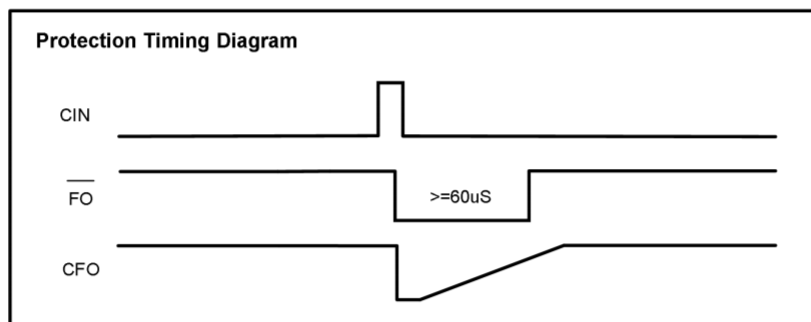 Protection Timing Diagram
CIN
FO
>=60uS
CFO